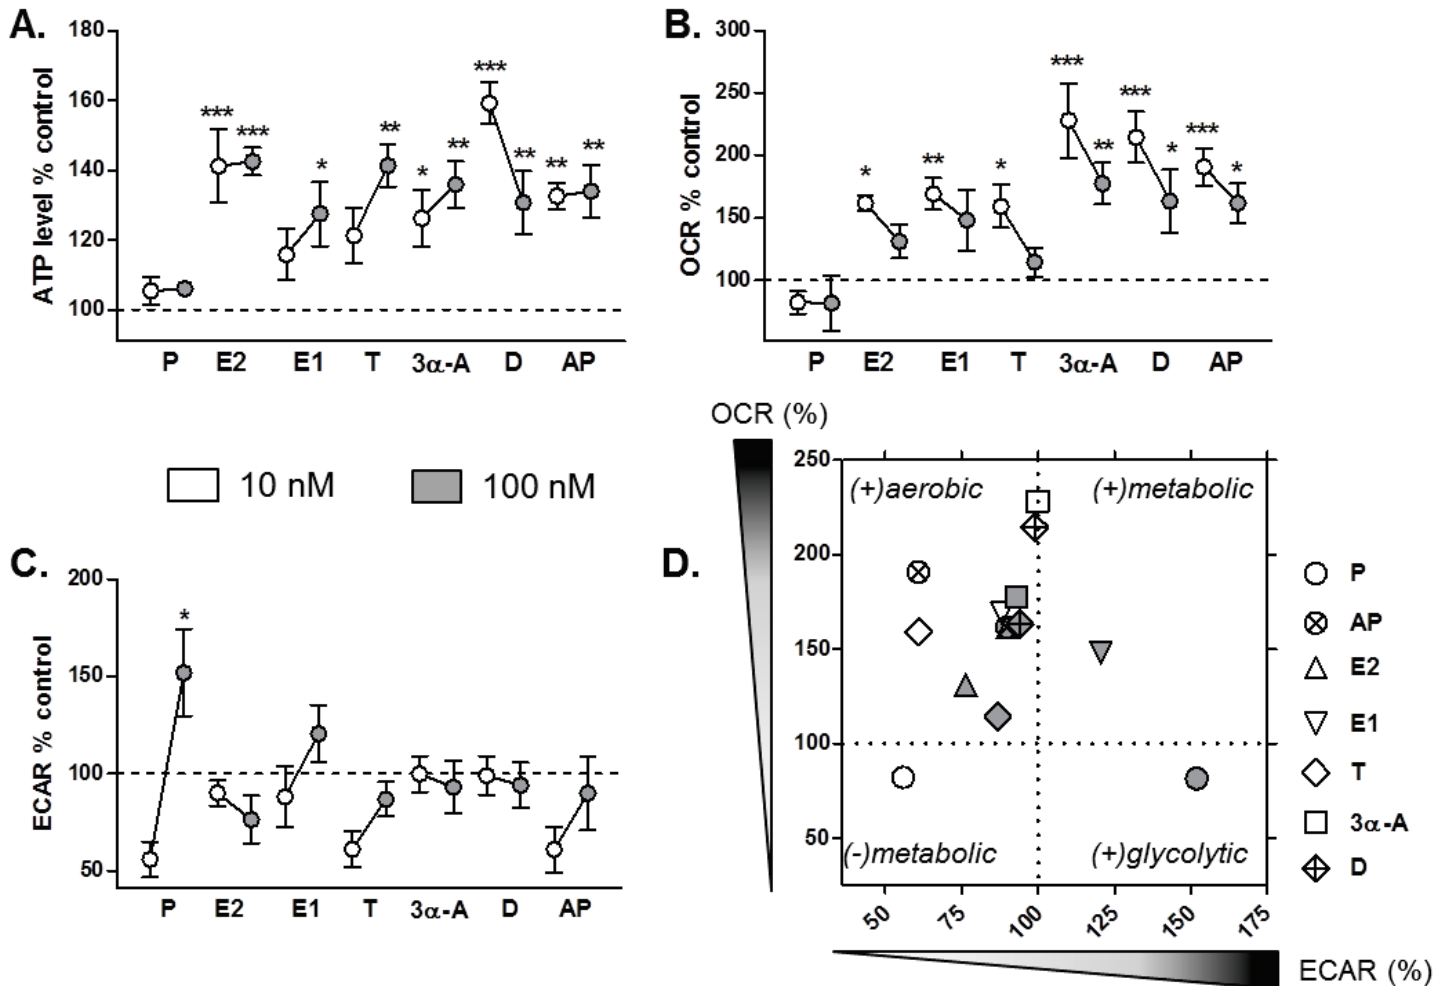 A.
ATP level % control
180
160
140
120
100
***
***
*
**
*
**
***
**
**
**
P E2 E1 T 3α-A D AP
B.
OCR % control
300
250
200
150
100
*
**
*
***
**
***
*
***
*
P E2 E1 T 3α-A D AP
10 nM 100 nM
C.
ECAR % control
200
150
100
50
*
P E2 E1 T 3α-A D AP
D.
OCR (%)
250
200
150
100
50
(+)aerobic (+)metabolic
(-)metabolic (+)glycolytic
50 75 100 125 150 175
ECAR (%)
P
AP
E2
E1
T
3α-A
D